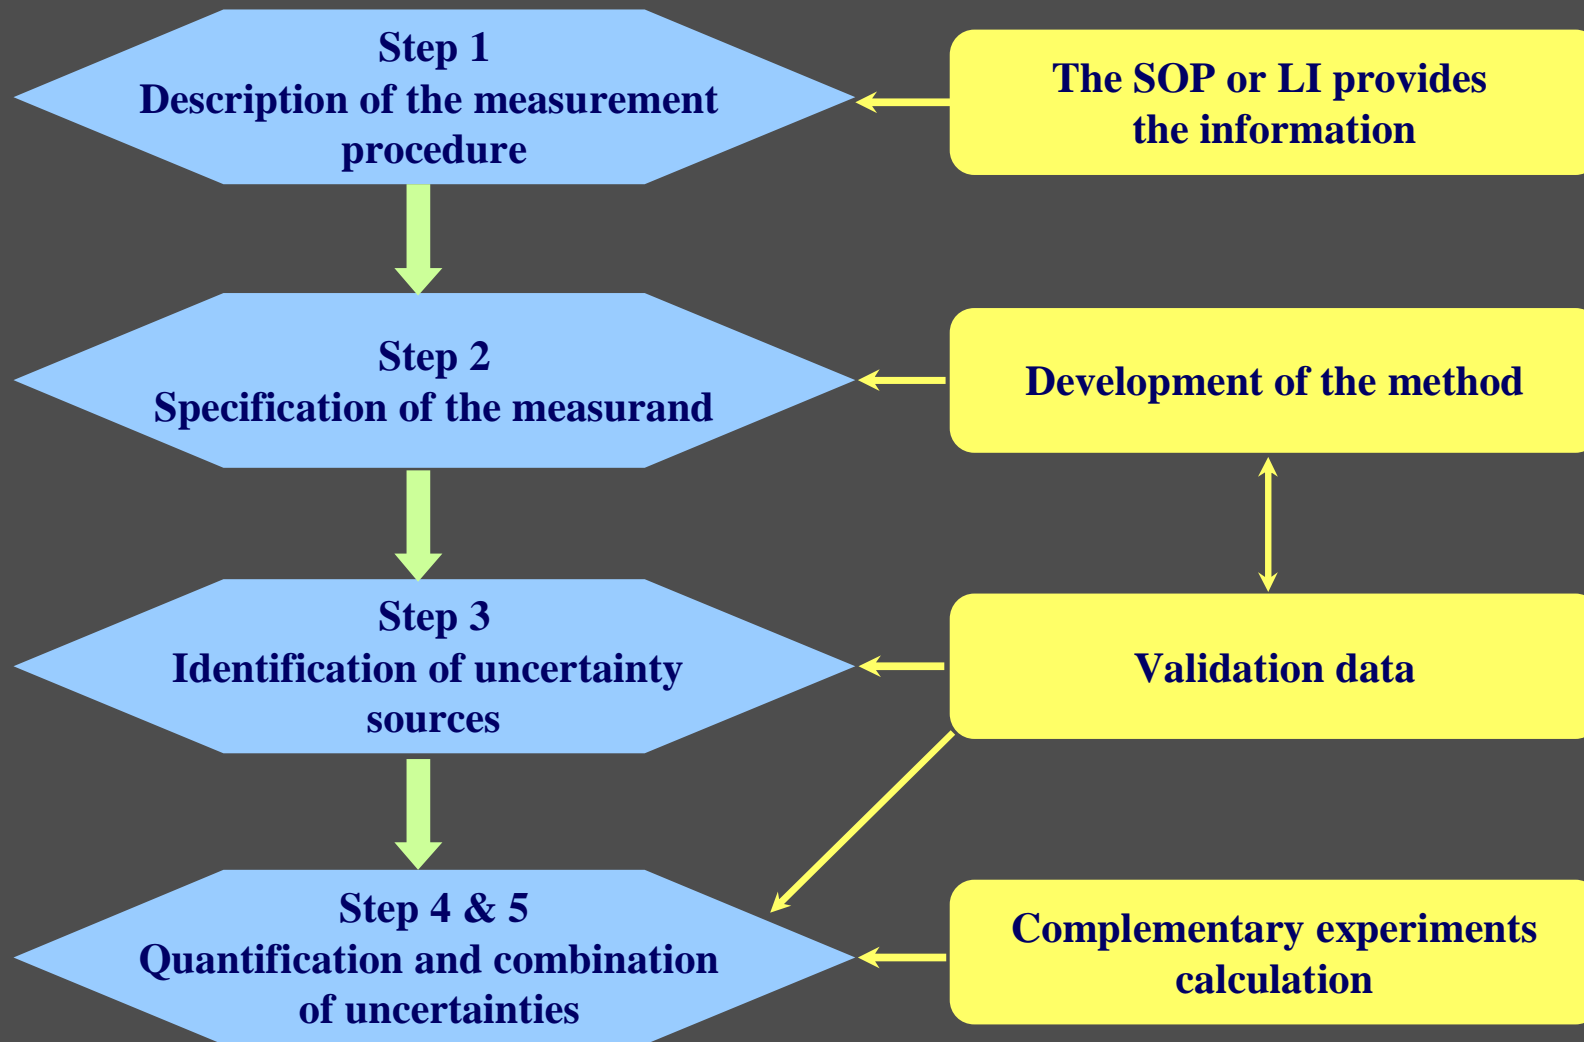 Step 1
Description of the measurement
procedure
The SOP or LI provides
the information
Step 2
Specification of the measurand
Development of the method
Step 3
Identification of uncertainty
sources
Validation data
Step 4 & 5
Quantification and combination
of uncertainties
Complementary experiments
calculation